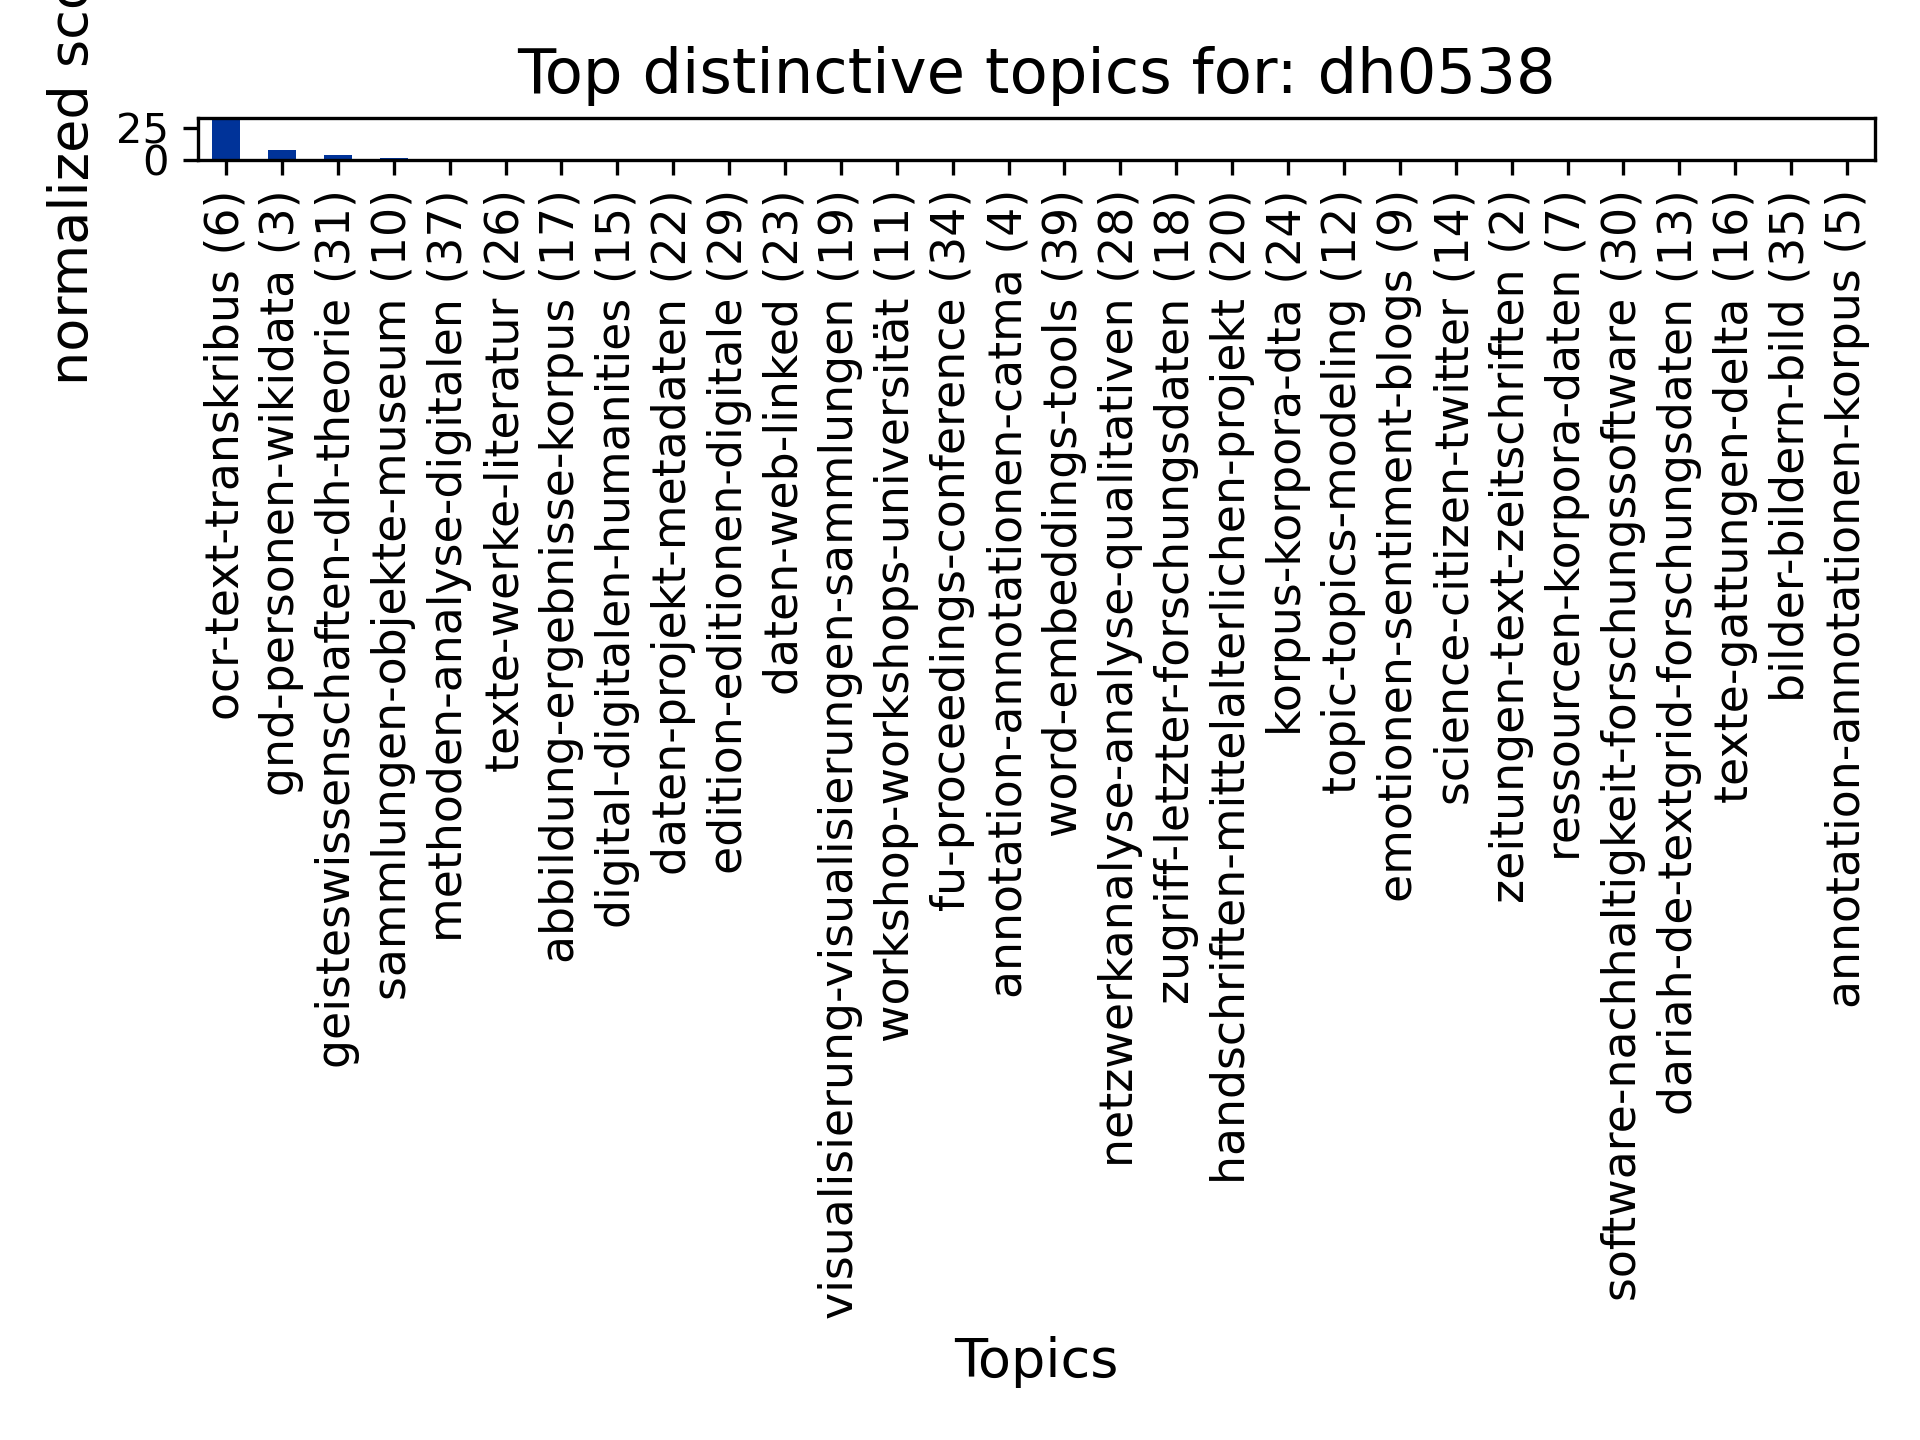 Top distinctive topics for: dh0538
normalized
25
0
ocr-text-transkribus (6)
gnd-personen-wikidata (3)
geisteswissenschaften-dh-theorie (31)
sammlungen-objekte-museum (10)
methoden-analyse-digitalen (37)
texte-werke-literatur (26)
abbildung-ergebnisse-korpus (17)
digital-digitalen-humanities (15)
daten-projekt-metadaten (22)
edition-editionen-digitale (29)
daten-web-linked (23)
visualisierung-visualisierungen-sammlungen (19)
workshop-workshops-universität (11)
fu-proceedings-conference (34)
annotation-annotationen-catma (4)
word-embeddings-tools (39)
netzwerkanalyse-analyse-qualitativen (28)
zugriff-letzter-forschungsdaten (18)
handschriften-mittelalterlichen-projekt (20)
korpus-korpora-dta (24)
topic-topics-modeling (12)
emotionen-sentiment-blogs (9)
science-citizen-twitter (14)
zeitungen-text-zeitschriften (2)
ressourcen-korpora-daten (7)
software-nachhaltigkeit-forschungssoftware (30)
dariah-de-textgrid-forschungsdaten (13)
texte-gattungen-delta (16)
bilder-bildern-bild (35)
annotation-annotationen-korpus (5)
Topics